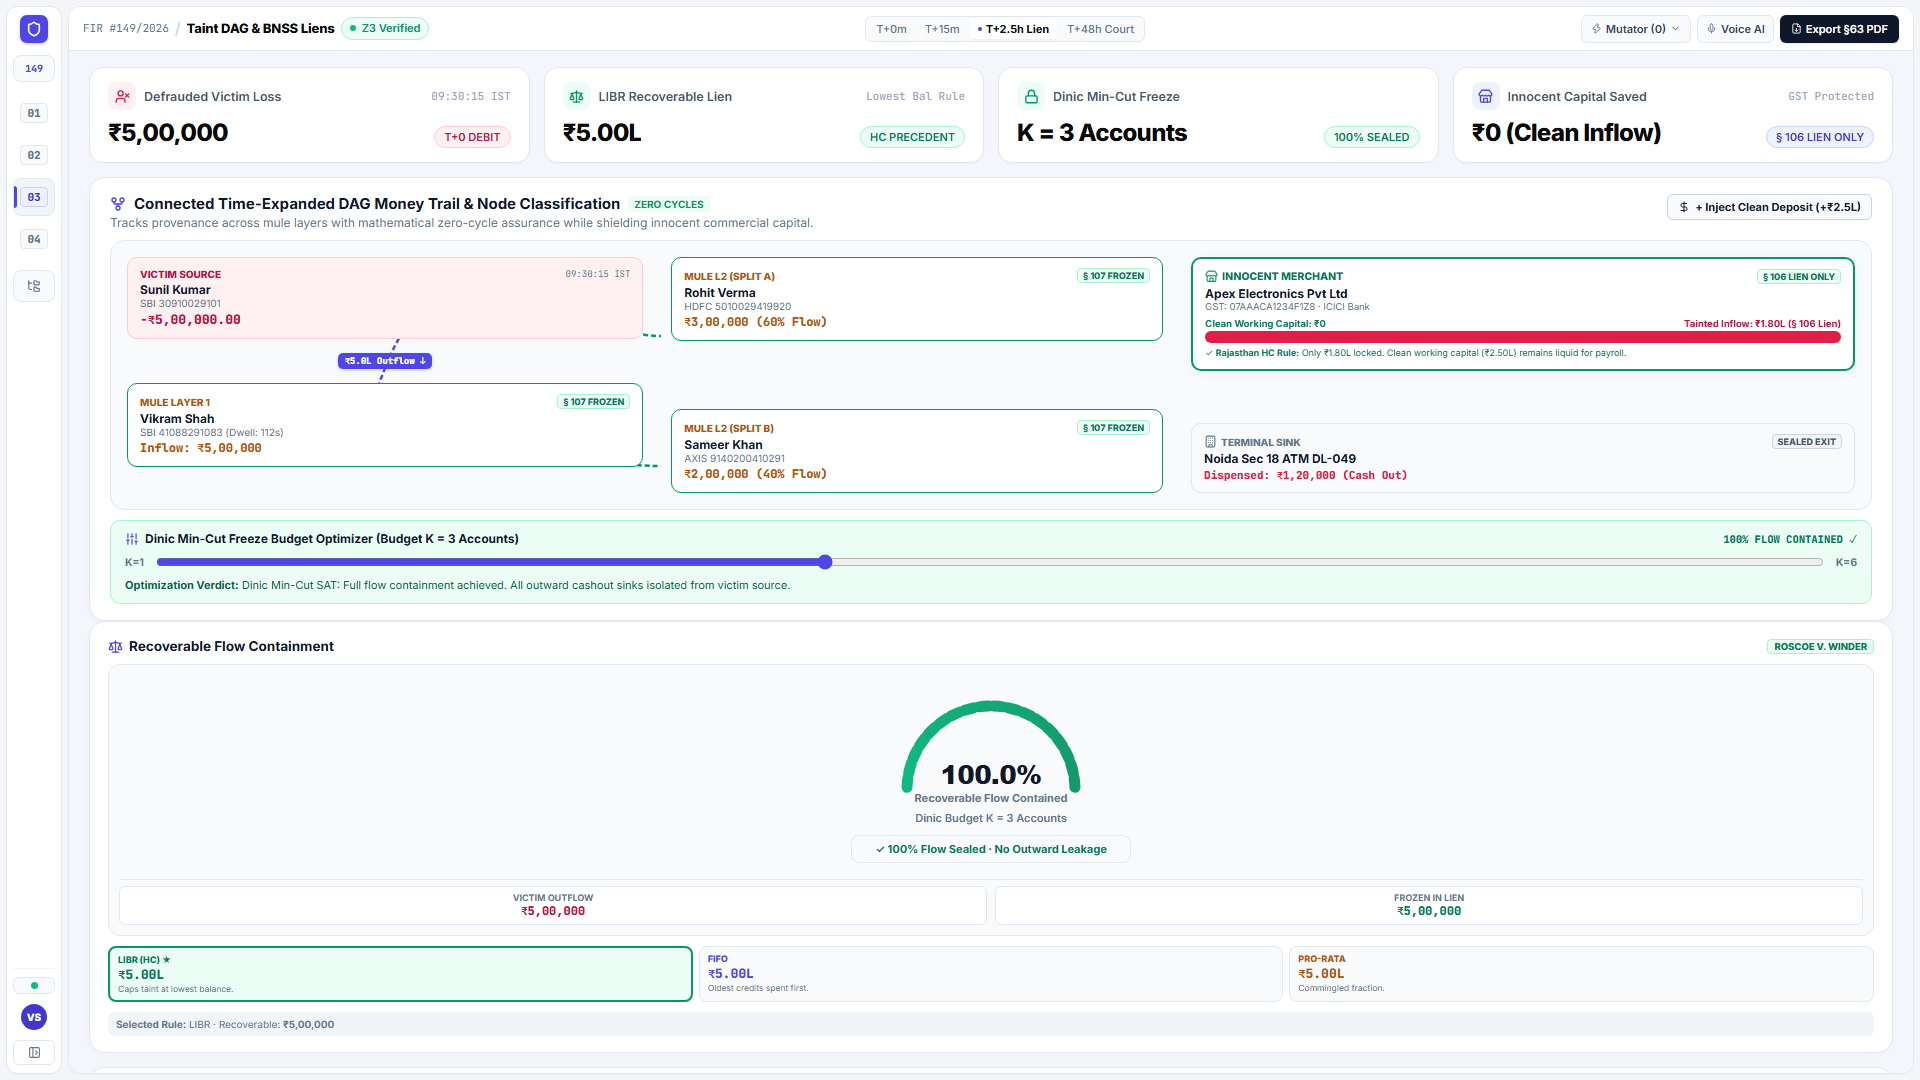 FIR #149/2026 / Taint DAG & BNSS Liens Z3 Verified
T+0m T+15m T+2.5h Lien T+48h Court
Mutator (0) Voice AI Export §63 PDF
149
01
02
03
04
VS
Defrauded Victim Loss 09:30:15 IST
₹5,00,000 T+0 DEBIT
LIBR Recoverable Lien Lowest Bal Rule
₹5.00L HC PRECEDENT
Dinic Min-Cut Freeze
K = 3 Accounts 100% SEALED
Innocent Capital Saved GST Protected
₹0 (Clean Inflow) § 106 LIEN ONLY
Connected Time-Expanded DAG Money Trail & Node Classification ZERO CYCLES
Tracks provenance across mule layers with mathematical zero-cycle assurance while shielding innocent commercial capital.
+ Inject Clean Deposit (+₹2.5L)
VICTIM SOURCE 09:30:15 IST
Sunil Kumar
SBI 30910029101
-₹5,00,000.00
₹5.0L Outflow ↓
MULE LAYER 1 § 107 FROZEN
Vikram Shah
SBI 41088291083 (Dwell: 112s)
Inflow: ₹5,00,000
MULE L2 (SPLIT A) § 107 FROZEN
Rohit Verma
HDFC 5010029419920
₹3,00,000 (60% Flow)
MULE L2 (SPLIT B) § 107 FROZEN
Sameer Khan
AXIS 9140200410291
₹2,00,000 (40% Flow)
INNOCENT MERCHANT § 106 LIEN ONLY
Apex Electronics Pvt Ltd
GST: 07AAACA1234F1Z8 · ICICI Bank
Clean Working Capital: ₹0 Tainted Inflow: ₹1.80L (§ 106 Lien)
✓ Rajasthan HC Rule: Only ₹1.80L locked. Clean working capital (₹2.50L) remains liquid for payroll.
TERMINAL SINK SEALED EXIT
Noida Sec 18 ATM DL-049
Dispensed: ₹1,20,000 (Cash Out)
Dinic Min-Cut Freeze Budget Optimizer (Budget K = 3 Accounts) 100% FLOW CONTAINED ✓
K=1 K=6
Optimization Verdict: Dinic Min-Cut SAT: Full flow containment achieved. All outward cashout sinks isolated from victim source.
Recoverable Flow Containment ROSCOE V. WINDER
100.0%
Recoverable Flow Contained
Dinic Budget K = 3 Accounts
✓ 100% Flow Sealed · No Outward Leakage
VICTIM OUTFLOW
₹5,00,000
FROZEN IN LIEN
₹5,00,000
LIBR (HC) ★
₹5.00L
Caps taint at lowest balance.
FIFO
₹5.00L
Oldest credits spent first.
PRO-RATA
₹5.00L
Commingled fraction.
Selected Rule: LIBR · Recoverable: ₹5,00,000